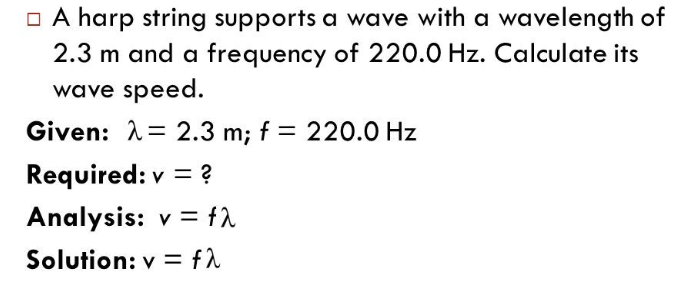 □ A harp string supports a wave with a wavelength of
2.3 m and a frequency of 220.0 Hz. Calculate its
wave speed.
Given: λ = 2.3 m; f = 220.0 Hz
Required: v = ?
Analysis: v = fλ
Solution: v = fλ